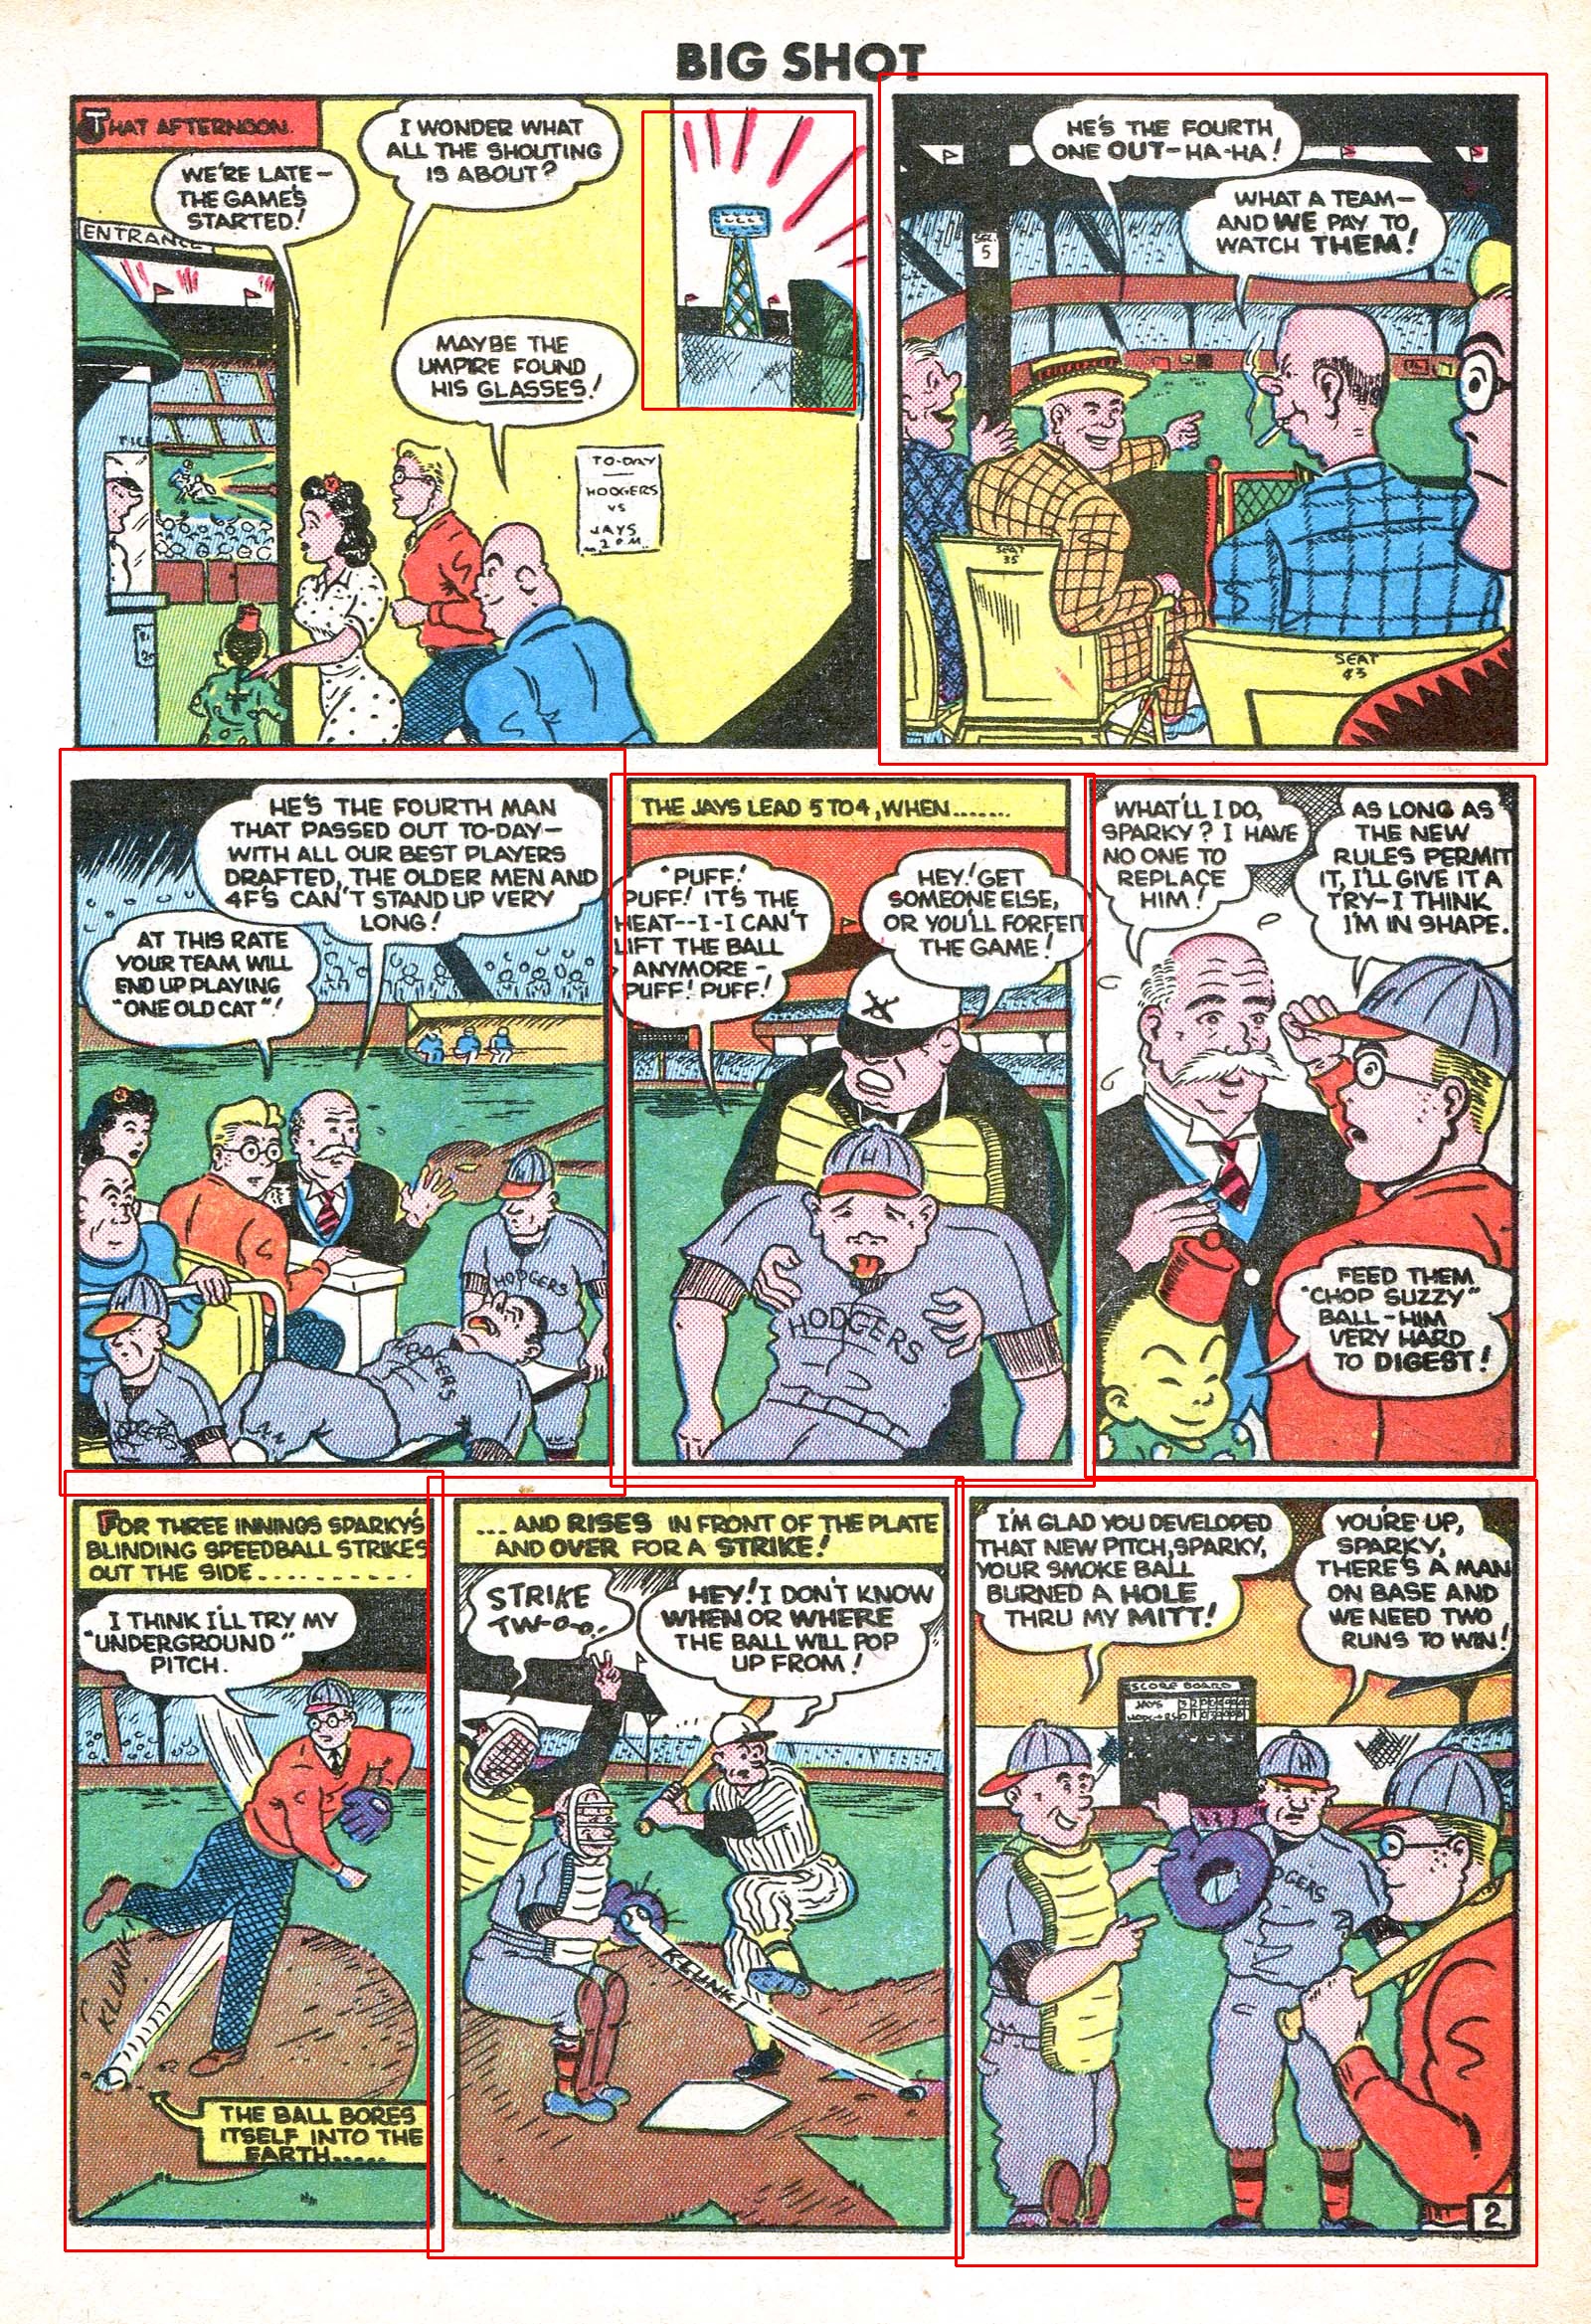 BIG SHOT
THAT AFTERNOON.
WE'RE LATE-
THE GAME'S
STARTED!
I WONDER WHAT
ALL THE SHOUTING
IS ABOUT?
ENTRANCE
MAYBE THE
UMPIRE FOUND
HIS GLASSES!
TO-DAY
HODGERS
VS
JAYS
2 P.M.
HE'S THE FOURTH
ONE OUT-HA-HA!
WHAT A TEAM-
AND WE PAY TO
WATCH THEM!
SEC.
5
SEAT
35
SEAT
43
HE'S THE FOURTH MAN
THAT PASSED OUT TO-DAY-
WITH ALL OUR BEST PLAYERS
DRAFTED, THE OLDER MEN AND
4F'S CAN'T STAND UP VERY
LONG!
AT THIS RATE
YOUR TEAM WILL
END UP PLAYING
"ONE OLD CAT"!
HODGERS
HODGERS
HODGERS
THE JAYS LEAD 5 TO 4, WHEN.......
"PUFF!
PUFF! IT'S THE
HEAT--I-I CAN'T
LIFT THE BALL
ANYMORE-
PUFF! PUFF!
HEY! GET
SOMEONE ELSE,
OR YOU'LL FORFEIT
THE GAME!
H
HODGERS
WHAT'LL I DO,
SPARKY? I HAVE
NO ONE TO
REPLACE
HIM!
AS LONG AS
THE NEW
RULES PERMIT
IT, I'LL GIVE IT A
TRY-I THINK
I'M IN SHAPE.
FEED THEM
"CHOP SUZZY"
BALL-HIM
VERY HARD
TO DIGEST!
FOR THREE INNINGS SPARKY'S
BLINDING SPEEDBALL STRIKES
OUT THE SIDE............
I THINK I'LL TRY MY
"UNDERGROUND"
PITCH.
KLUNK
THE BALL BORES
ITSELF INTO THE
EARTH.....
...AND RISES IN FRONT OF THE PLATE
AND OVER FOR A STRIKE!
STRIKE
TW-O-O!
HEY! I DON'T KNOW
WHEN OR WHERE
THE BALL WILL POP
UP FROM!
KLUNK
I'M GLAD YOU DEVELOPED
THAT NEW PITCH, SPARKY,
YOUR SMOKE BALL
BURNED A HOLE
THRU MY MITT!
YOU'RE UP,
SPARKY,
THERE'S A MAN
ON BASE AND
WE NEED TWO
RUNS TO WIN!
SCORE BOARD
JAYS
HODGERS
H
ODGERS
2